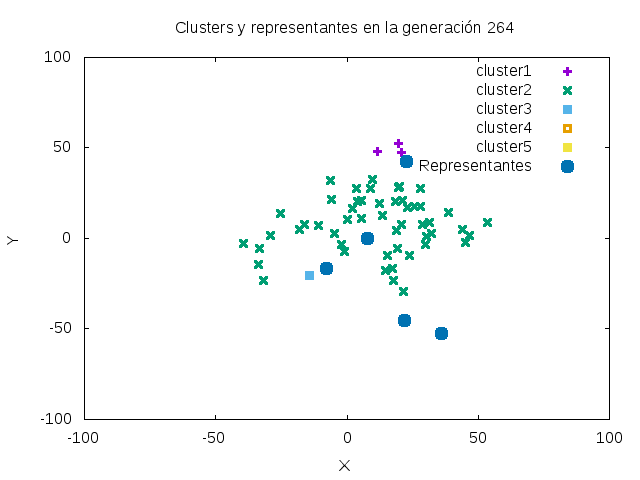 Clusters y representantes en la generación 264
100
50
0
-50
-100
-100
-50
0
50
100
Y
X
cluster1
cluster2
cluster3
cluster4
cluster5
Representantes